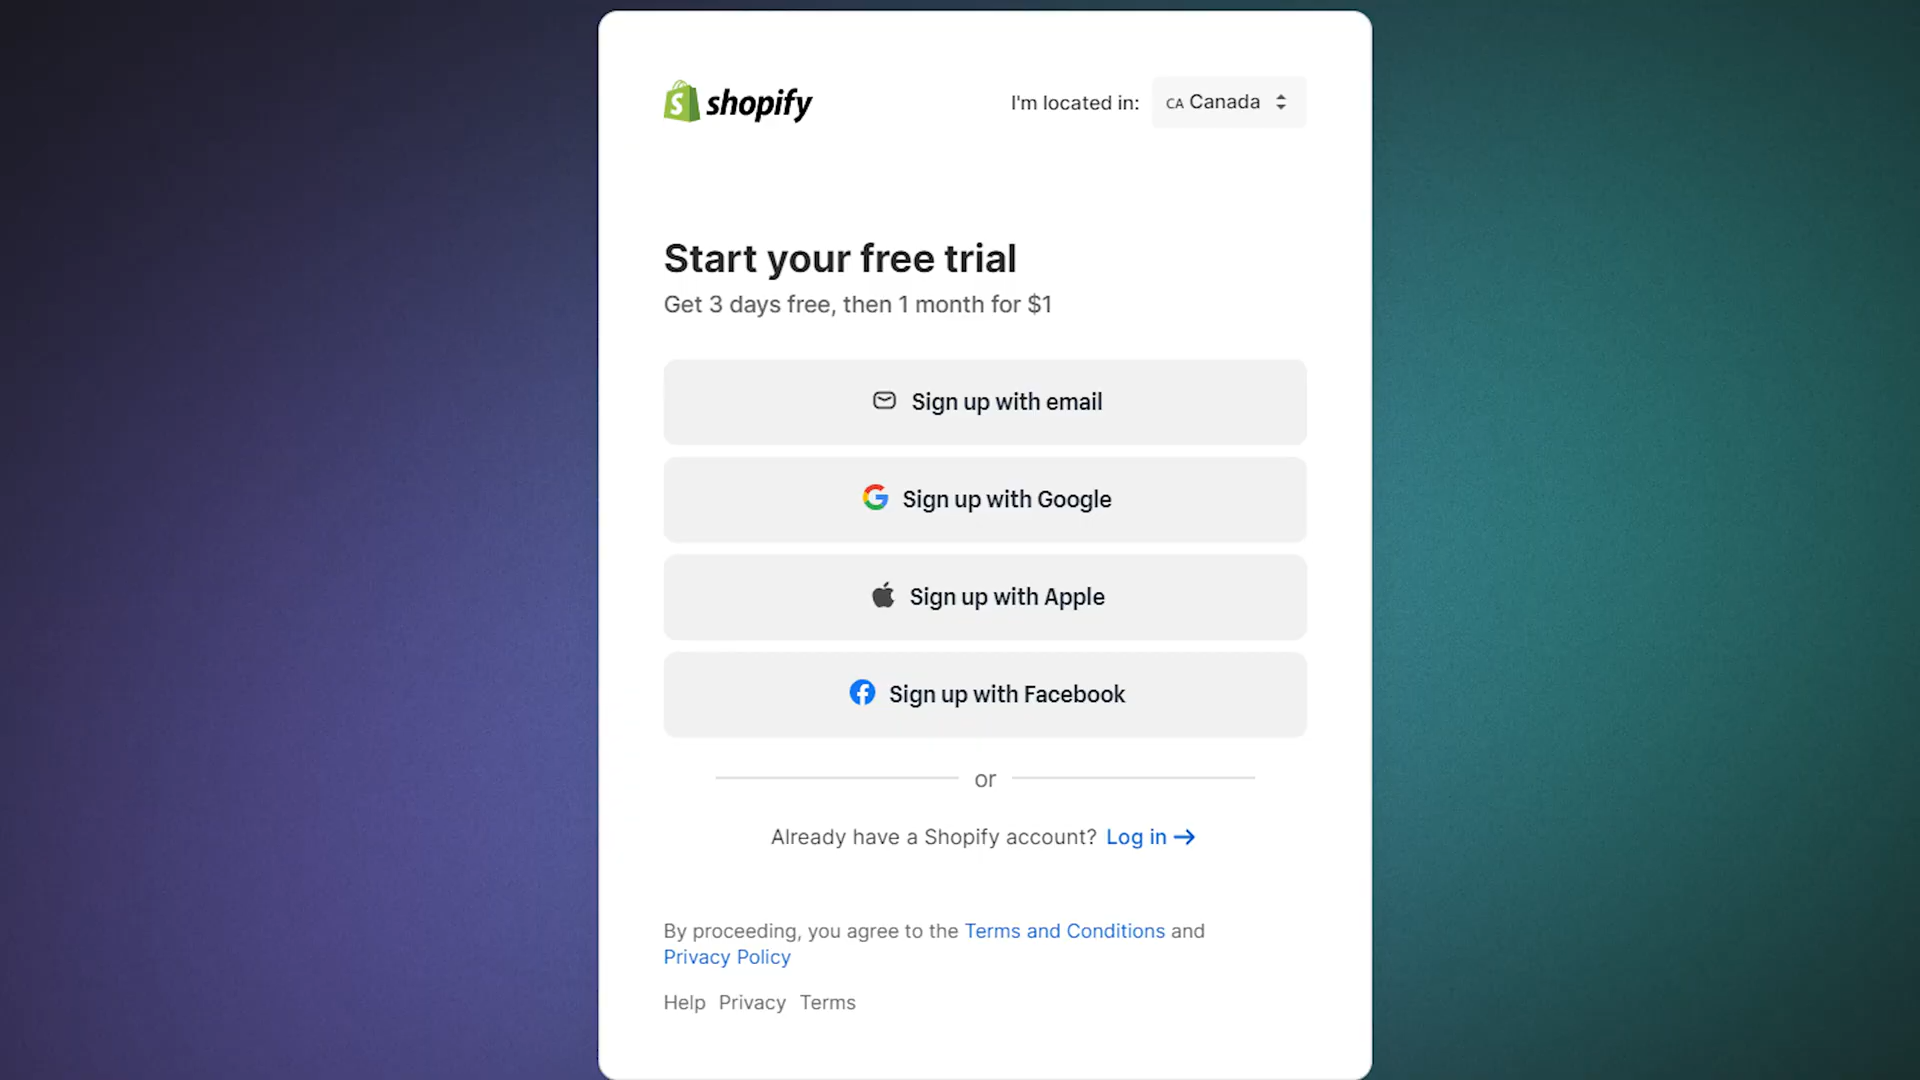 shopify
I'm located in: CA Canada
Start your free trial
Get 3 days free, then 1 month for $1
Sign up with email
Sign up with Google
Sign up with Apple
Sign up with Facebook
or
Already have a Shopify account? Log in →
By proceeding, you agree to the Terms and Conditions and
Privacy Policy
Help Privacy Terms